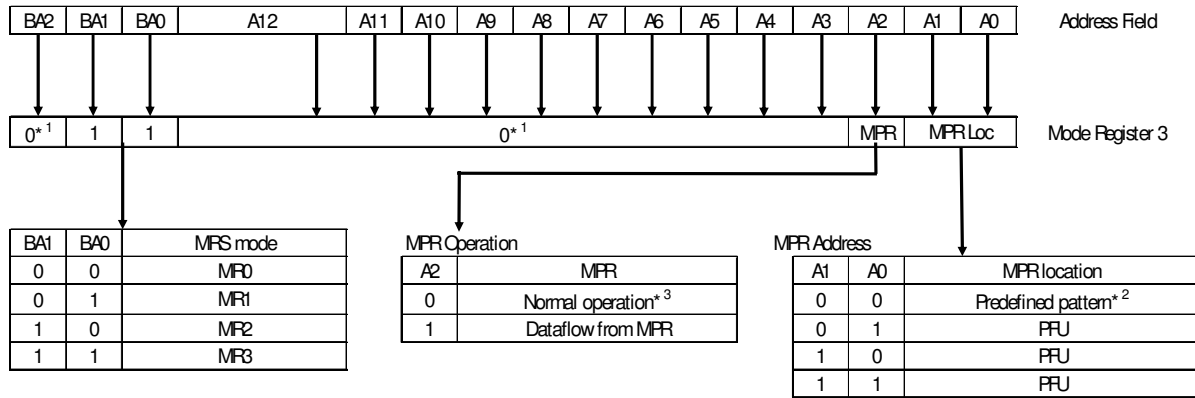 BA2 BA1 BA0 A12 A11 A10 A9 A8 A7 A6 A5 A4 A3 A2 A1 A0 Address Field
0*1 1 1 0*1 MPR MPR Loc Mode Register 3
BA1 BA0 MRS mode
0 0 MR0
0 1 MR1
1 0 MR2
1 1 MR3
MPR Operation
A2 MPR
0 Normal operation*3
1 Dataflow from MPR
MPR Address
A1 A0 MPR location
0 0 Predefined pattern*2
0 1 PFU
1 0 PFU
1 1 PFU